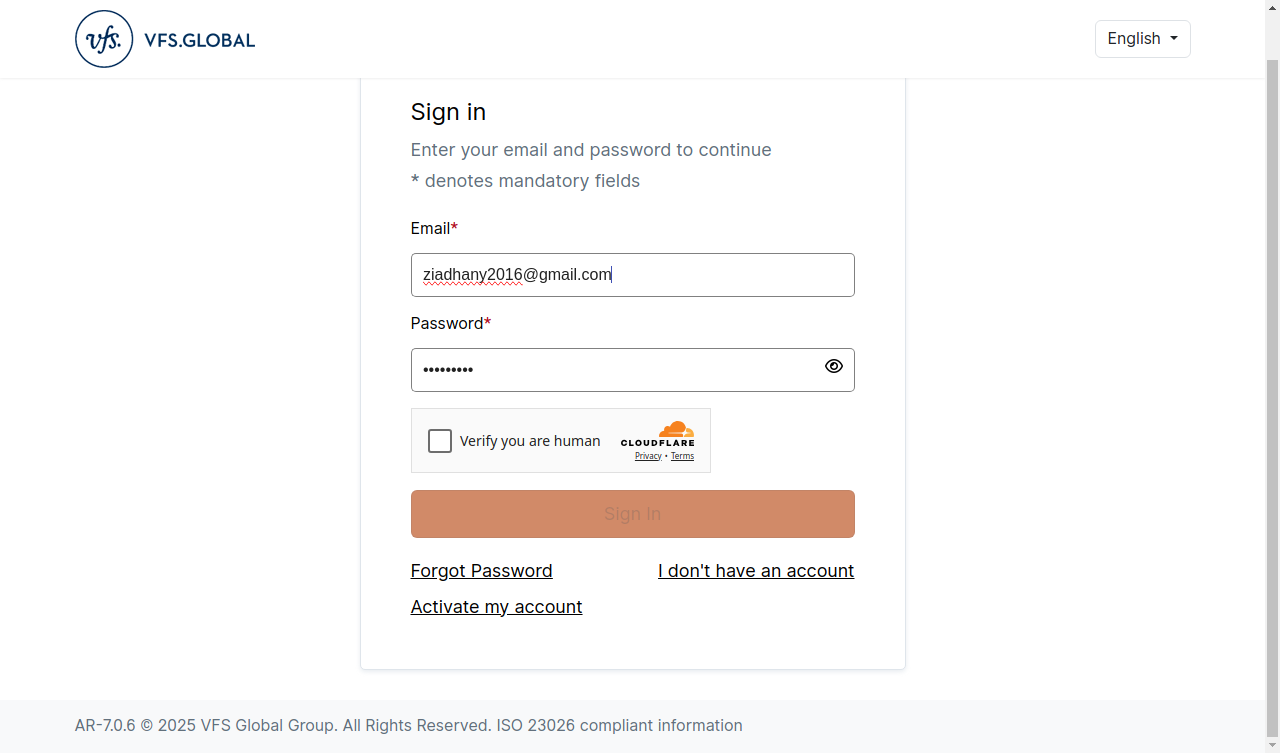 vfs. VFS.GLOBAL
English
Sign in
Enter your email and password to continue
* denotes mandatory fields
Email*
ziadhany2016@gmail.com
Password*
•••••••••
Verify you are human
CLOUDFLARE
Privacy • Terms
Sign In
Forgot Password
I don't have an account
Activate my account
AR-7.0.6 © 2025 VFS Global Group. All Rights Reserved. ISO 23026 compliant information